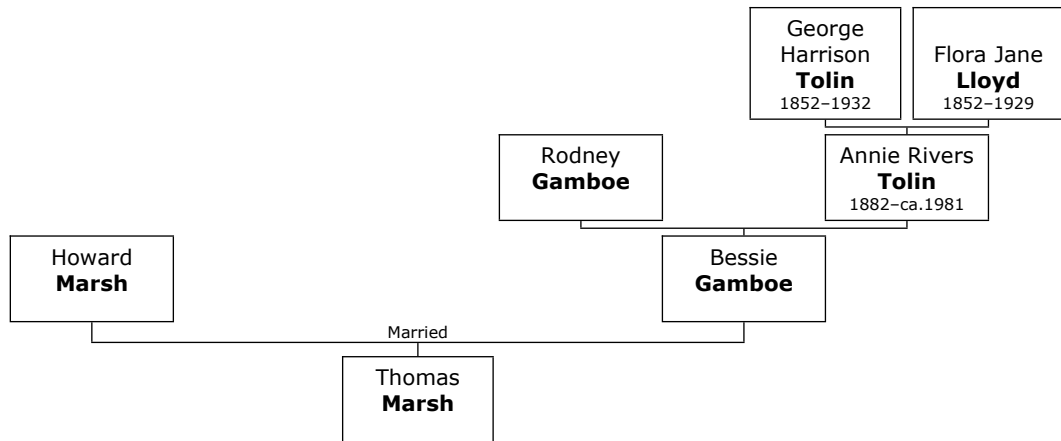 George
Harrison
Tolin
1852–1932
Flora Jane
Lloyd
1852–1929
Rodney
Gamboe
Annie Rivers
Tolin
1882–ca.1981
Howard
Marsh
Bessie
Gamboe
Married
Thomas
Marsh